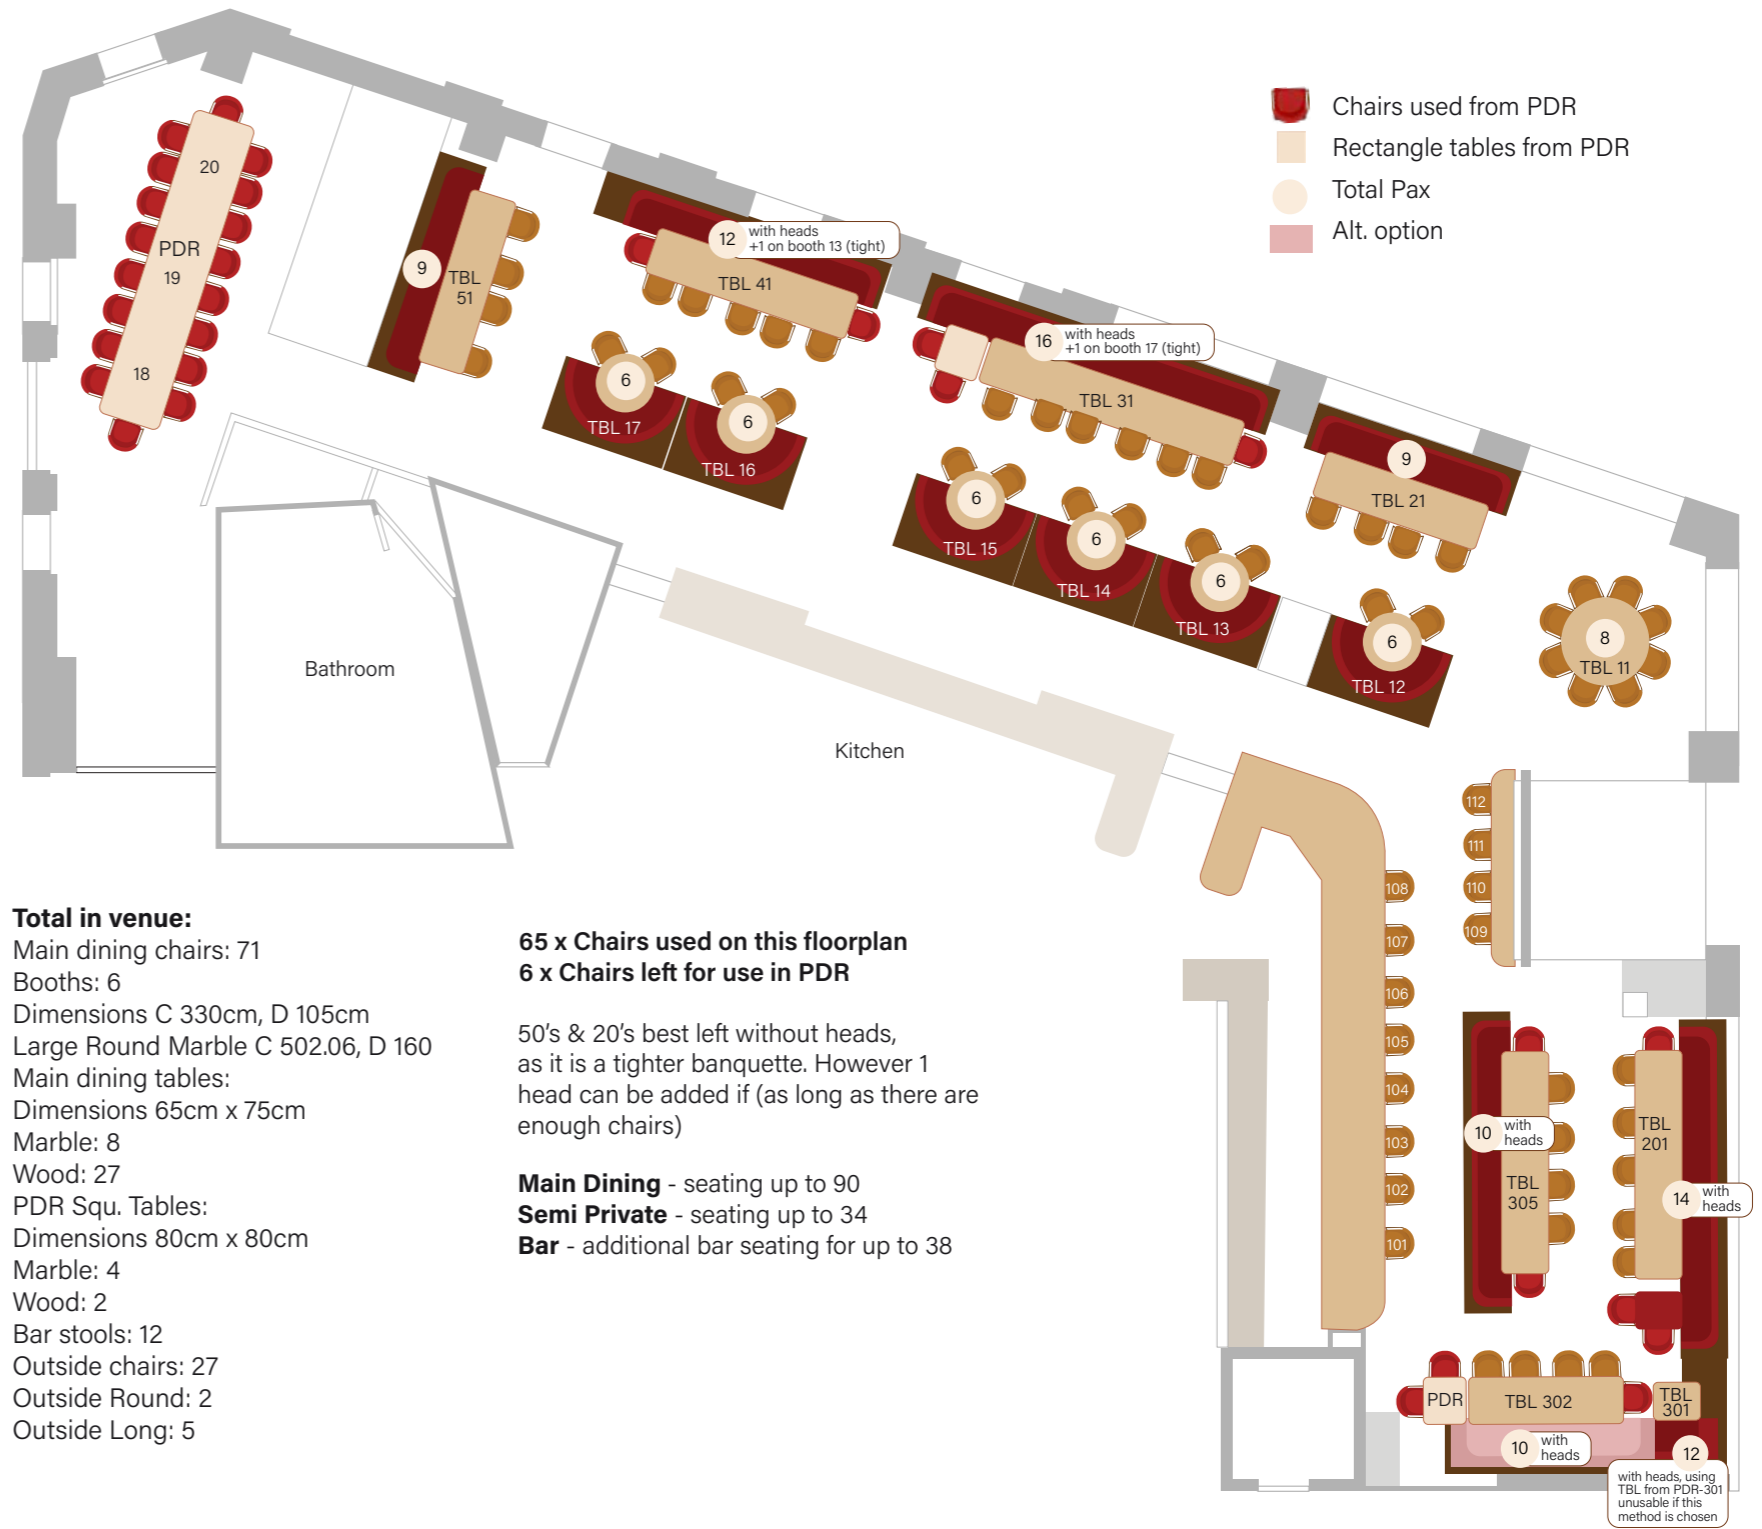 Chairs used from PDR
Rectangle tables from PDR
Total Pax
Alt. option
20
PDR
19
18
9
TBL
51
12
with heads
+1 on booth 13 (tight)
TBL 41
6
TBL 17
6
TBL 16
16
with heads
+1 on booth 17 (tight)
TBL 31
6
TBL 15
6
TBL 14
6
TBL 13
9
TBL 21
6
TBL 12
8
TBL 11
Bathroom
Kitchen
112
111
110
109
108
107
106
105
104
103
102
101
10
with
heads
TBL
305
TBL
201
14
with
heads
PDR
TBL 302
TBL
301
10
with
heads
12
with heads, using
TBL from PDR-301
unusable if this
method is chosen
Total in venue:
Main dining chairs: 71
Booths: 6
Dimensions C 330cm, D 105cm
Large Round Marble C 502.06, D 160
Main dining tables:
Dimensions 65cm x 75cm
Marble: 8
Wood: 27
PDR Squ. Tables:
Dimensions 80cm x 80cm
Marble: 4
Wood: 2
Bar stools: 12
Outside chairs: 27
Outside Round: 2
Outside Long: 5
65 x Chairs used on this floorplan
6 x Chairs left for use in PDR
50's & 20's best left without heads,
as it is a tighter banquette. However 1
head can be added if (as long as there are
enough chairs)
Main Dining - seating up to 90
Semi Private - seating up to 34
Bar - additional bar seating for up to 38